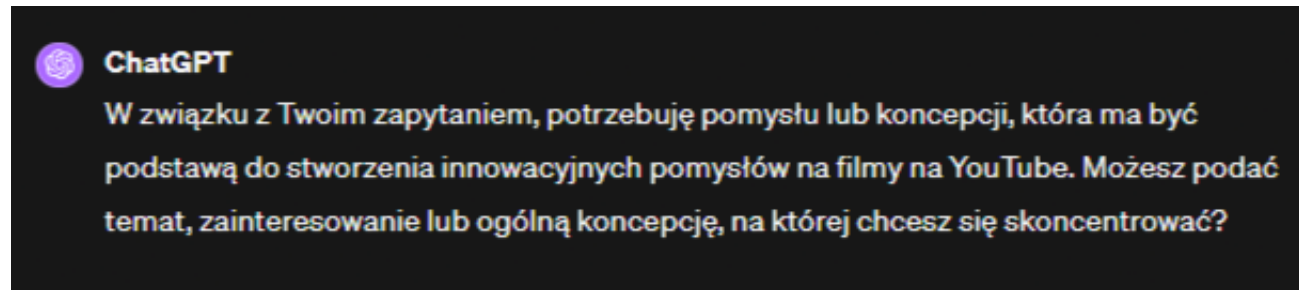 ChatGPT
W związku z Twoim zapytaniem, potrzebuję pomysłu lub koncepcji, która ma być
podstawą do stworzenia innowacyjnych pomysłów na filmy na YouTube. Możesz podać
temat, zainteresowanie lub ogólną koncepcję, na której chcesz się skoncentrować?